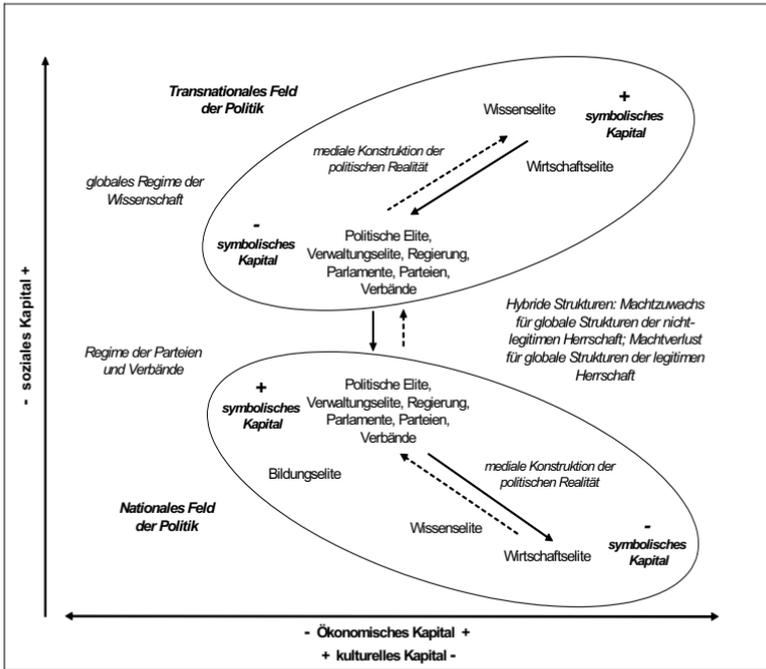 Transnationales Feld
der Politik
Wissenselite
+
symbolisches
Kapital
mediale Konstruktion der
politischen Realität
Wirtschaftselite
globales Regime der
Wissenschaft
-
symbolisches
Kapital
Politische Elite,
Verwaltungselite, Regierung,
Parlamente, Parteien,
Verbände
- soziales Kapital +
Hybride Strukturen: Machtzuwachs
für globale Strukturen der nicht-
legitimen Herrschaft; Machtverlust
für globale Strukturen der legitimen
Herrschaft
Regime der Parteien
und Verbände
+
symbolisches
Kapital
Politische Elite,
Verwaltungselite, Regierung,
Parlamente, Parteien,
Verbände
Bildungselite
mediale Konstruktion der
politischen Realität
Nationales Feld
der Politik
Wissenselite
Wirtschaftselite
-
symbolisches
Kapital
- Ökonomisches Kapital +
+ kulturelles Kapital -